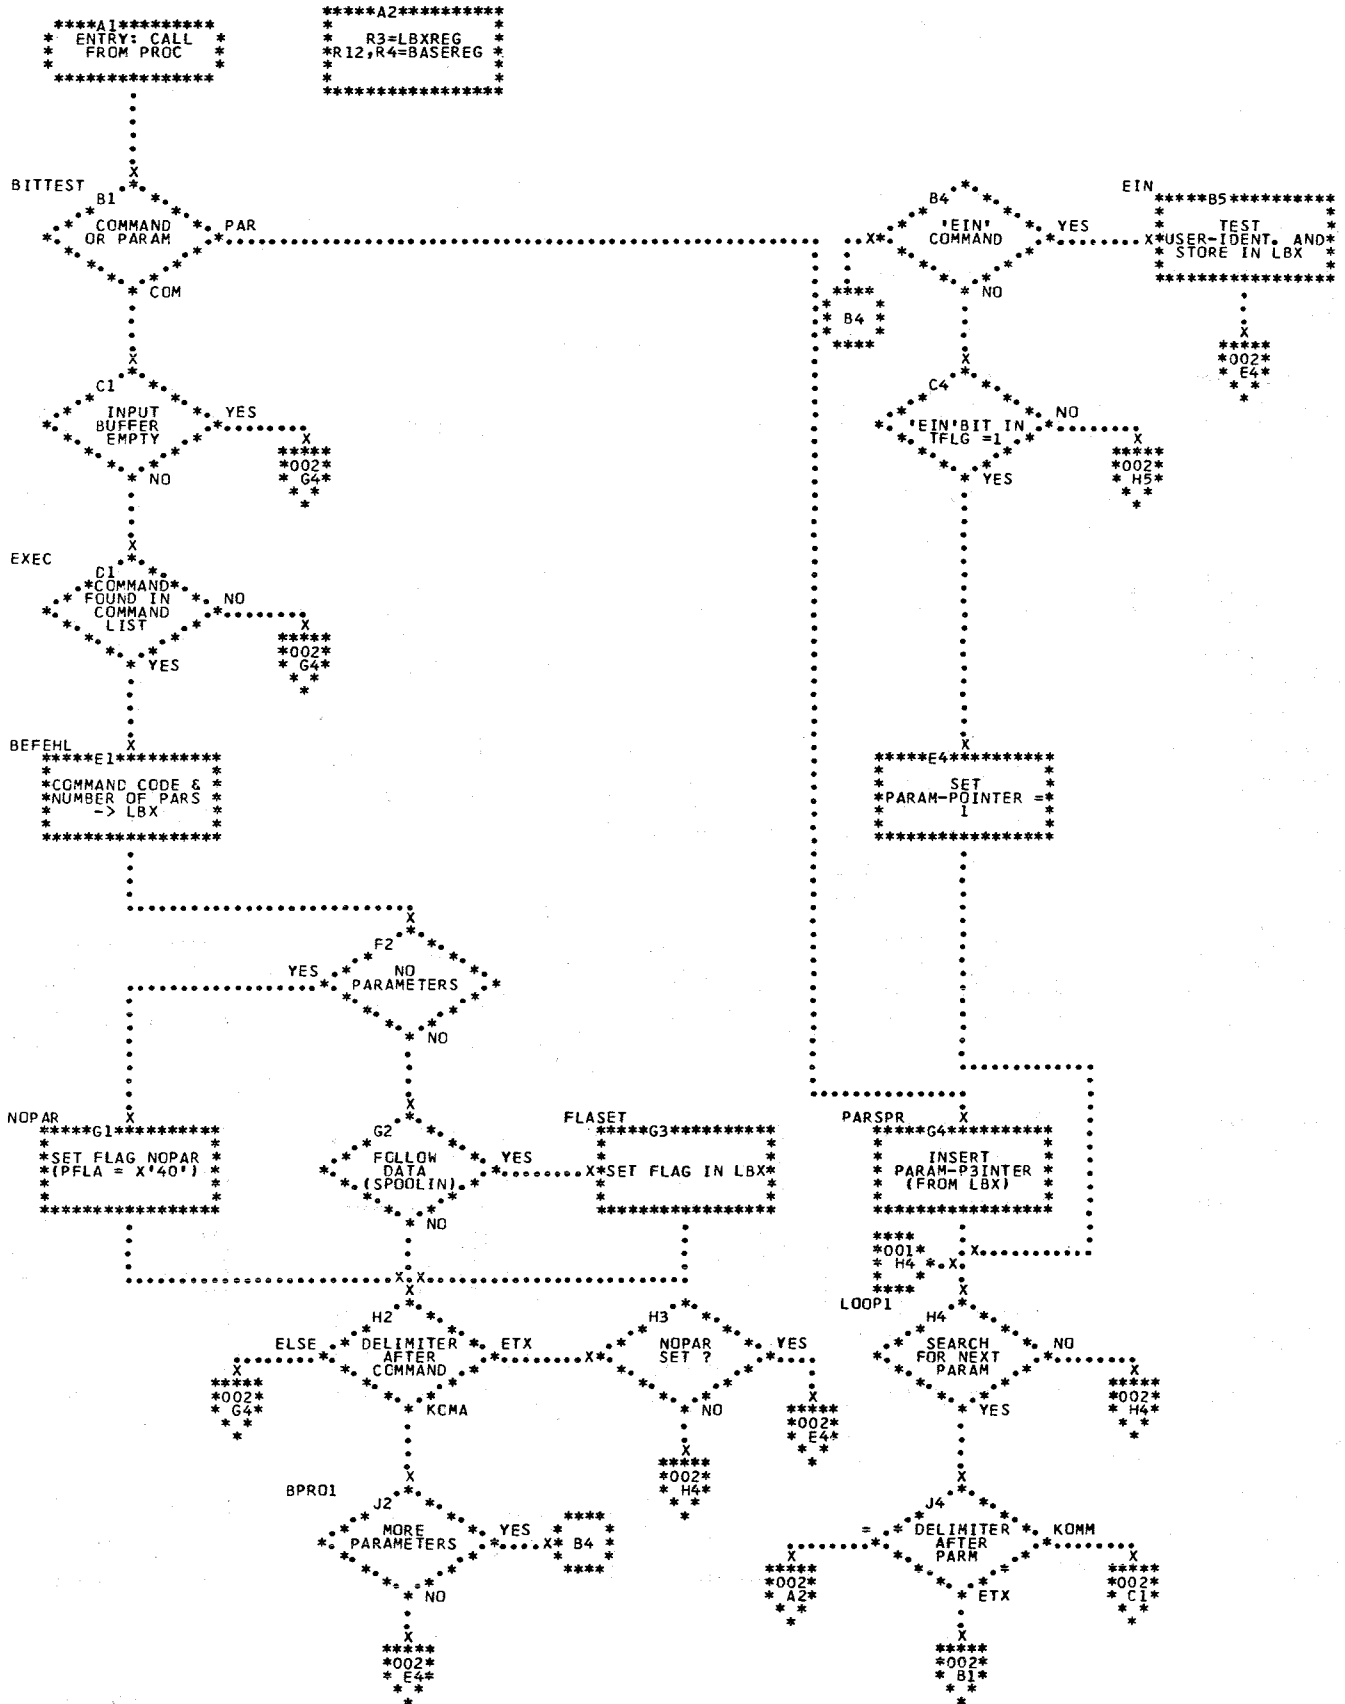 A1
ENTRY: CALL
FROM PROC
A2
R3=LBXREG
R12,R4=BASEREG
BITTEST
B1
COMMAND
OR PARAM
PAR
COM
B4
'EIN'
COMMAND
YES
NO
B4
EIN
B5
TEST
USER-IDENT. AND
STORE IN LBX
002
E4
C1
INPUT
BUFFER
EMPTY
YES
NO
002
G4
C4
'EIN'BIT IN
TFLG =1
NO
YES
002
H5
EXEC
D1
COMMAND
FOUND IN
COMMAND
LIST
NO
YES
002
G4
BEFEHL
E1
COMMAND CODE &
NUMBER OF PARS
-> LBX
E4
SET
PARAM-POINTER =
1
F2
NO
PARAMETERS
YES
NO
NOPAR
G1
SET FLAG NOPAR
(PFLA = X'40')
G2
FOLLOW
DATA
(SPOOLIN)
YES
NO
FLASET
G3
SET FLAG IN LBX
PARSPR
G4
INSERT
PARAM-P3INTER
(FROM LBX)
001
H4
LOOP1
H2
DELIMITER
AFTER
COMMAND
ELSE
ETX
KCMA
002
G4
H3
NOPAR
SET ?
YES
NO
002
E4
002
H4
H4
SEARCH
FOR NEXT
PARAM
NO
YES
002
H4
BPRO1
J2
MORE
PARAMETERS
YES
NO
B4
002
E4
J4
DELIMITER
AFTER
PARM
=
KOMM
ETX
002
A2
002
C1
002
B1